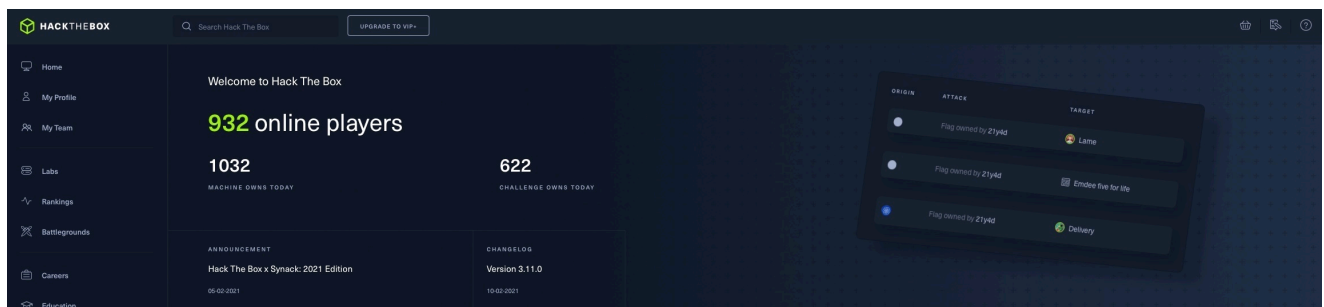 HACKTHEBOX
Search Hack The Box
UPGRADE TO VIP+
Home
My Profile
My Team
Labs
Rankings
Battlegrounds
Careers
Education
Welcome to Hack The Box
932 online players
1032
MACHINE OWNS TODAY
622
CHALLENGE OWNS TODAY
ANNOUNCEMENT
Hack The Box x Synack: 2021 Edition
05-02-2021
CHANGELOG
Version 3.11.0
10-02-2021
ORIGIN ATTACK TARGET
Flag owned by 21y4d Lame
Flag owned by 21y4d Emdee five for life
Flag owned by 21y4d Delivery